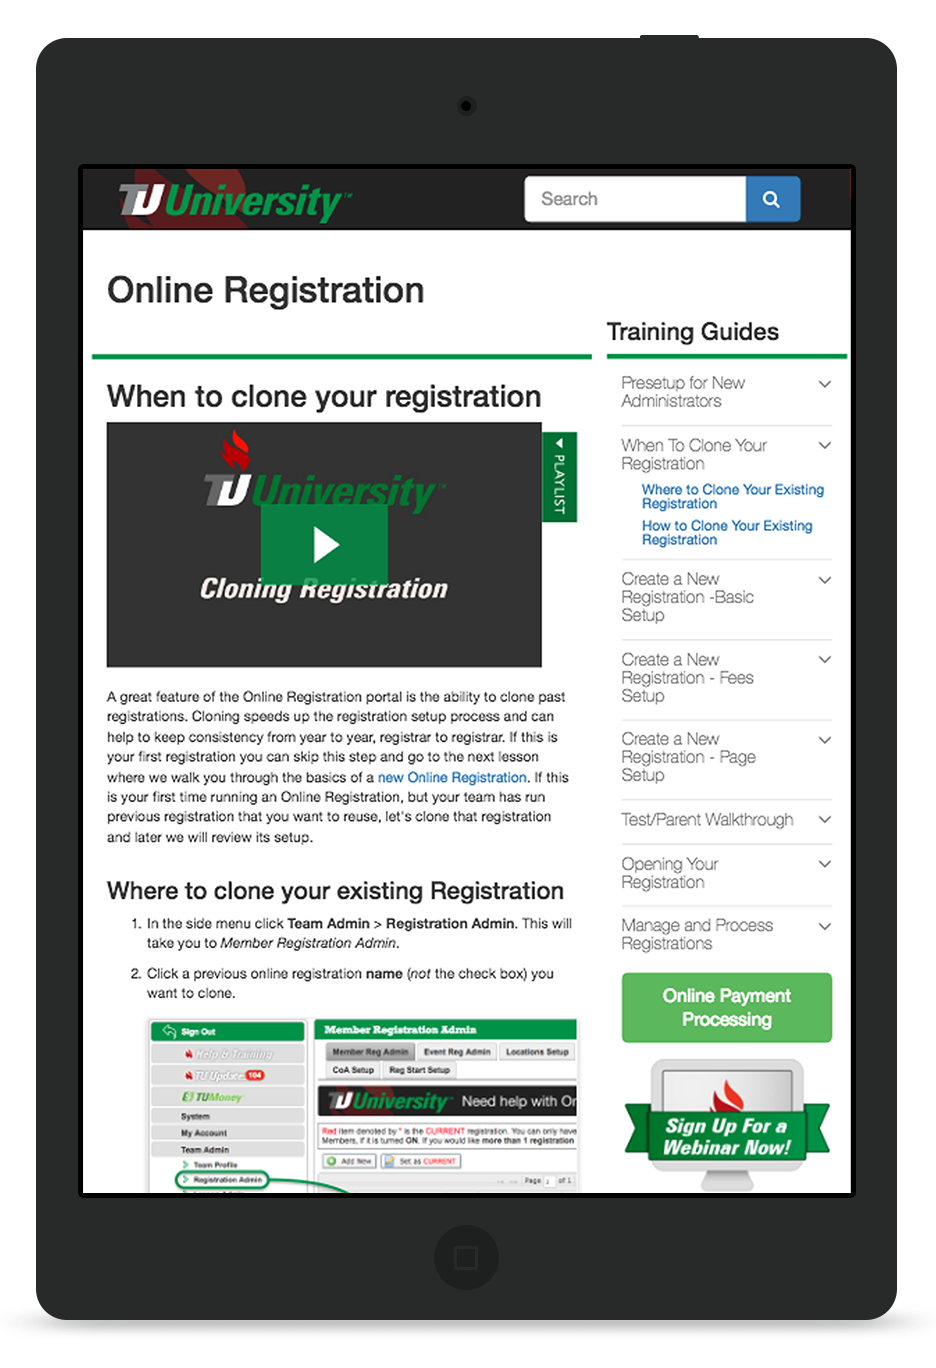 TU University™
Search
Online Registration
When to clone your registration
TU University™
Cloning Registration
PLAYLIST
A great feature of the Online Registration portal is the ability to clone past
registrations. Cloning speeds up the registration setup process and can
help to keep consistency from year to year, registrar to registrar. If this is
your first registration you can skip this step and go to the next lesson
where we walk you through the basics of a new Online Registration. If this
is your first time running an Online Registration, but your team has run
previous registration that you want to reuse, let's clone that registration
and later we will review its setup.
Where to clone your existing Registration
1. In the side menu click Team Admin > Registration Admin. This will
take you to Member Registration Admin.
2. Click a previous online registration name (not the check box) you
want to clone.
Sign Out
Help & Training
TU Updates 104
TUMoney
System
My Account
Team Admin
Team Profile
Registration Admin
Member Registration Admin
Member Reg Admin
Event Reg Admin
Locations Setup
CoA Setup
Reg Start Setup
TU University™ Need help with On
Red item denoted by * is the CURRENT registration. You can only have
Members, if it is turned ON. If you would like more than 1 registration
Add New
Set as CURRENT
Page 1 of 1
Training Guides
Presetup for New
Administrators
When To Clone Your
Registration
Where to Clone Your Existing
Registration
How to Clone Your Existing
Registration
Create a New
Registration -Basic
Setup
Create a New
Registration - Fees
Setup
Create a New
Registration - Page
Setup
Test/Parent Walkthrough
Opening Your
Registration
Manage and Process
Registrations
Online Payment
Processing
Sign Up For a
Webinar Now!